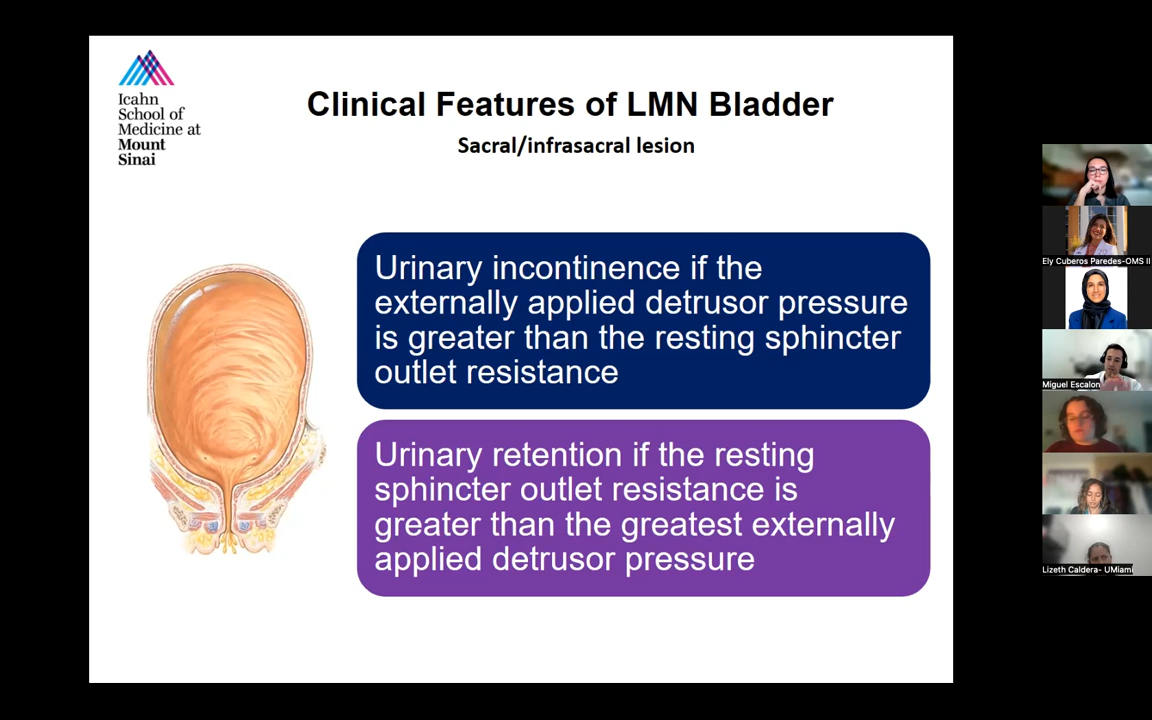 Icahn
School of
Medicine at
Mount
Sinai
Clinical Features of LMN Bladder
Sacral/infrasacral lesion
Urinary incontinence if the
externally applied detrusor pressure
is greater than the resting sphincter
outlet resistance
Urinary retention if the resting
sphincter outlet resistance is
greater than the greatest externally
applied detrusor pressure
Ely Cuberos Paredes-OMS II
Miguel Escalon
Lizeth Caldera- UMiami